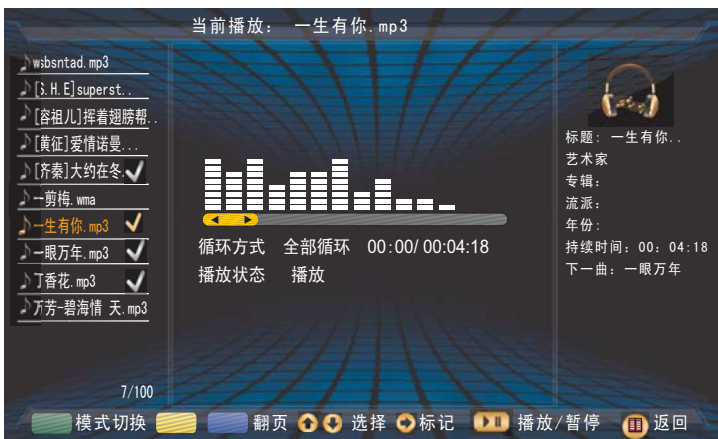 当前播放： 一生有你.mp3
wsbsntad.mp3
[S.H.E]superst..
[容祖儿]挥着翅膀帮..
[黄征]爱情诺曼...
[齐秦]大约在冬
一剪梅.wma
一生有你.mp3
一眼万年.mp3
丁香花.mp3
万芳-碧海情 天.mp3
7/100
循环方式 全部循环 00:00/ 00:04:18
播放状态 播放
标题: 一生有你..
艺术家
专辑:
流派:
年份:
持续时间: 00: 04:18
下一曲: 一眼万年
模式切换 翻页 选择 标记 播放/暂停 返回